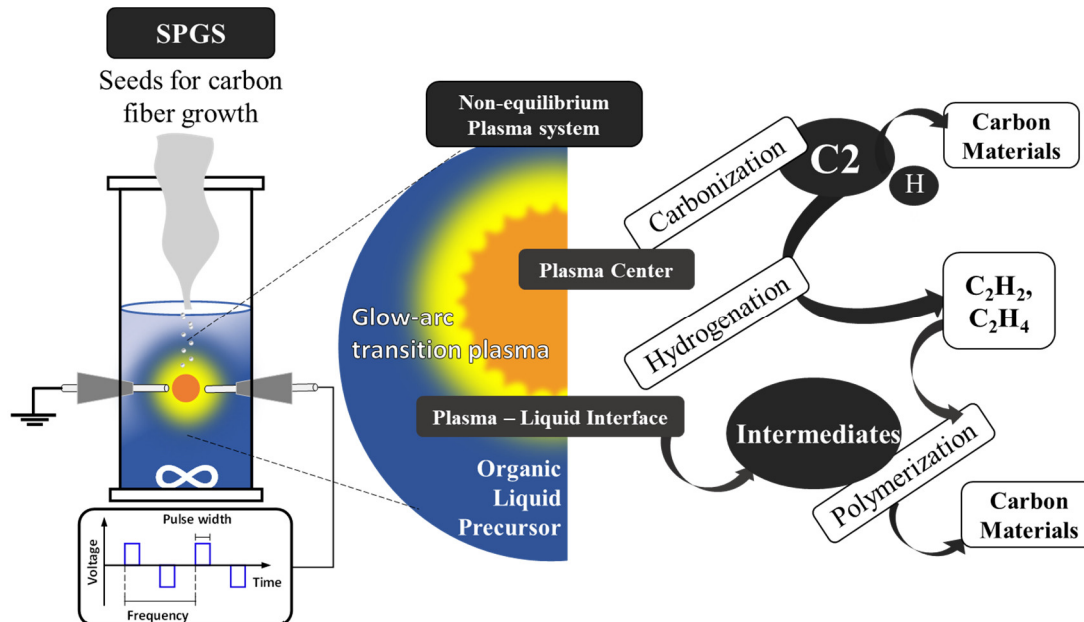 SPGS
Seeds for carbon
fiber growth
Non-equilibrium
Plasma system
Carbonization
C2
H
Carbon
Materials
Plasma Center
Glow-arc
transition plasma
Hydrogenation
C₂H₂,
C₂H₄
Plasma – Liquid Interface
Intermediates
Polymerization
Organic
Liquid
Precursor
Carbon
Materials
Pulse width
Voltage
Time
Frequency